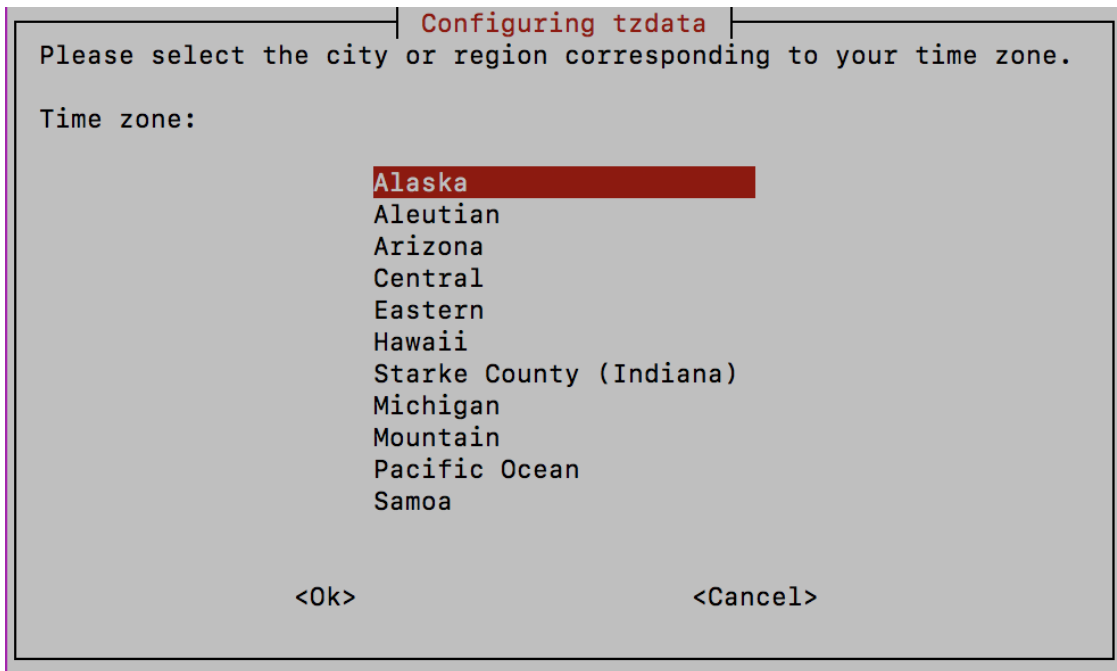 Configuring tzdata
Please select the city or region corresponding to your time zone.
Time zone:
Alaska
Aleutian
Arizona
Central
Eastern
Hawaii
Starke County (Indiana)
Michigan
Mountain
Pacific Ocean
Samoa
<Ok> <Cancel>